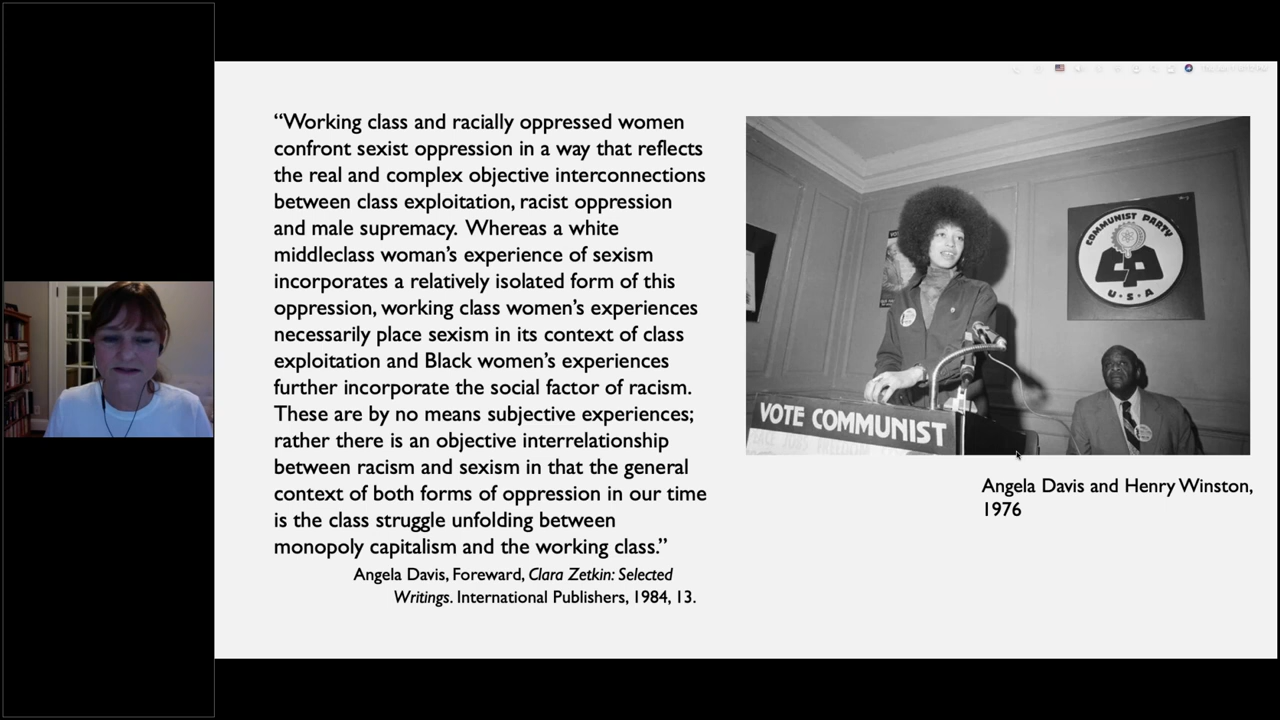 “Working class and racially oppressed women
confront sexist oppression in a way that reflects
the real and complex objective interconnections
between class exploitation, racist oppression
and male supremacy. Whereas a white
middleclass woman’s experience of sexism
incorporates a relatively isolated form of this
oppression, working class women’s experiences
necessarily place sexism in its context of class
exploitation and Black women’s experiences
further incorporate the social factor of racism.
These are by no means subjective experiences;
rather there is an objective interrelationship
between racism and sexism in that the general
context of both forms of oppression in our time
is the class struggle unfolding between
monopoly capitalism and the working class.”
Angela Davis, Foreward, Clara Zetkin: Selected
Writings. International Publishers, 1984, 13.
COMMUNIST PARTY
U·S·A
VOTE COMMUNIST
Angela Davis and Henry Winston,
1976